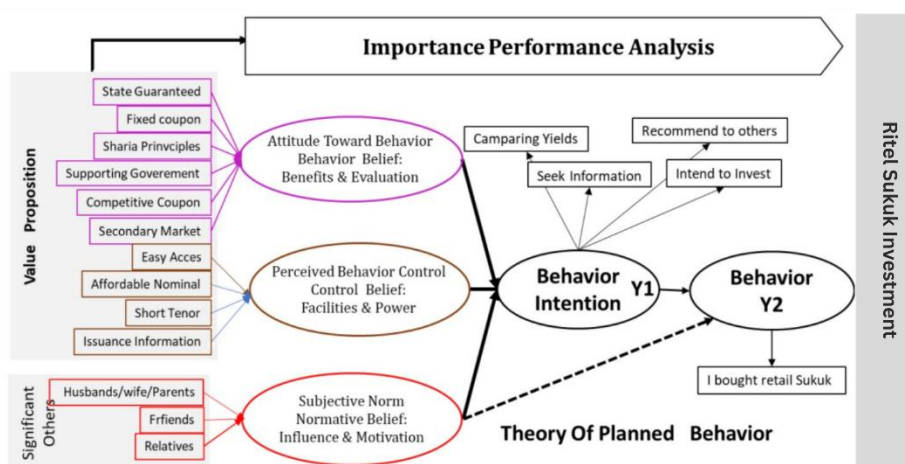 Importance Performance Analysis
Value Proposition
State Guaranteed
Fixed coupon
Sharia Prinvciples
Supporting Goverement
Competitive Coupon
Secondary Market
Easy Acces
Affordable Nominal
Short Tenor
Issuance Information
Significant
Others
Husbands/wife/Parents
Frfiends
Relatives
Attitude Toward Behavior
Behavior Belief:
Benefits & Evaluation
Perceived Behavior Control
Control Belief:
Facilities & Power
Subjective Norm
Normative Belief:
Influence & Motivation
Camparing Yields
Seek Information
Recommend to others
Intend to Invest
Behavior
Intention Y1
Behavior
Y2
I bought retail Sukuk
Theory Of Planned Behavior
Ritel Sukuk Investment